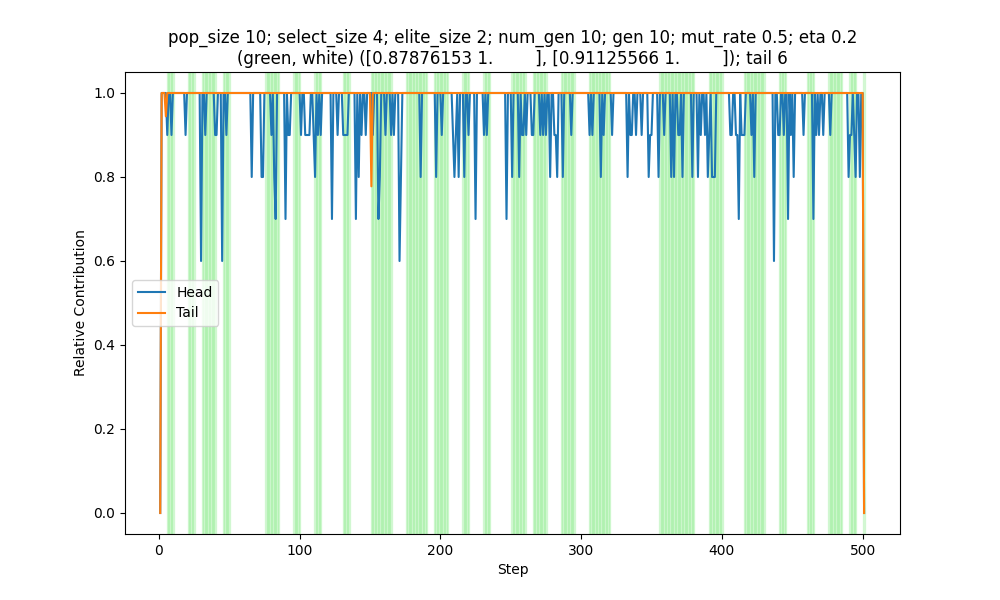 pop_size 10; select_size 4; elite_size 2; num_gen 10; gen 10; mut_rate 0.5; eta 0.2
(green, white) ([0.87876153 1.        ], [0.91125566 1.        ]); tail 6
1.0
0.8
0.6
0.4
0.2
0.0
Relative Contribution
Head
Tail
0
100
200
300
400
500
Step